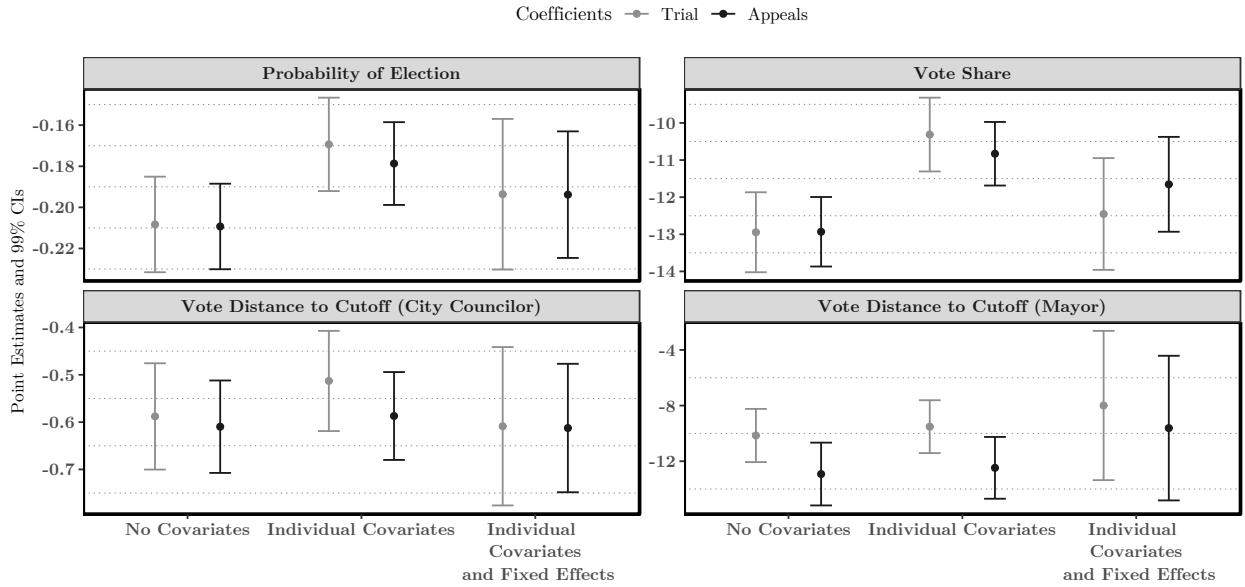 Coefficients Trial Appeals
Probability of Election
Vote Share
Point Estimates and 99% CIs
-0.16
-0.18
-0.20
-0.22
-10
-11
-12
-13
-14
Vote Distance to Cutoff (City Councilor)
Vote Distance to Cutoff (Mayor)
-0.4
-0.5
-0.6
-0.7
-4
-8
-12
No Covariates
Individual Covariates
Individual
Covariates
and Fixed Effects
No Covariates
Individual Covariates
Individual
Covariates
and Fixed Effects